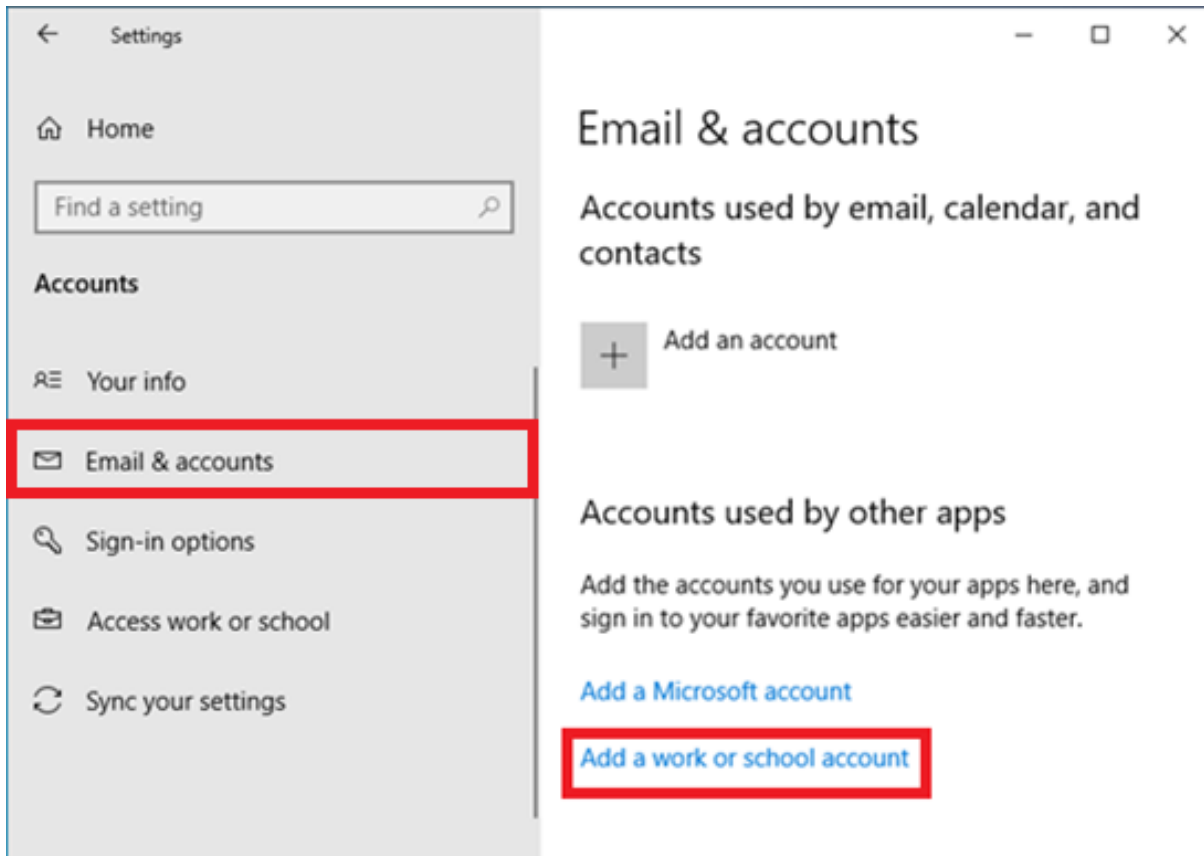 Settings
Home
Find a setting
Accounts
Your info
Email & accounts
Sign-in options
Access work or school
Sync your settings
Email & accounts
Accounts used by email, calendar, and
contacts
Add an account
Accounts used by other apps
Add the accounts you use for your apps here, and
sign in to your favorite apps easier and faster.
Add a Microsoft account
Add a work or school account